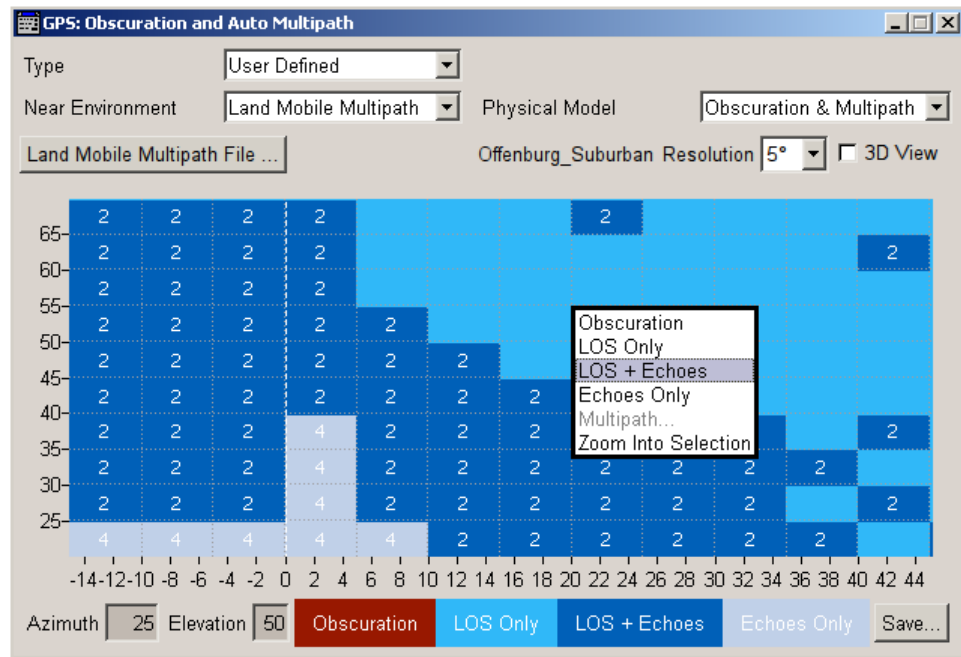 GPS: Obscuration and Auto Multipath
Type User Defined
Near Environment Land Mobile Multipath Physical Model Obscuration & Multipath
Land Mobile Multipath File ... Offenburg_Suburban Resolution 5° 3D View
2 2 2 2 2
65
2 2 2 2 2
60
2 2 2 2
55
2 2 2 2 2
50
2 2 2 2 2 2
45
2 2 2 2 2 2 2
40
2 2 2 4 2 2 2 2
35
2 2 2 4 2 2 2 2 2 2 2
30
2 2 2 4 2 2 2 2 2 2 2
25
4 4 4 4 4 2 2 2 2 2 2
Obscuration
LOS Only
LOS + Echoes
Echoes Only
Multipath...
Zoom Into Selection
-14 -12 -10 -8 -6 -4 -2 0 2 4 6 8 10 12 14 16 18 20 22 24 26 28 30 32 34 36 38 40 42 44
Azimuth 25 Elevation 50 Obscuration LOS Only LOS + Echoes Echoes Only Save...